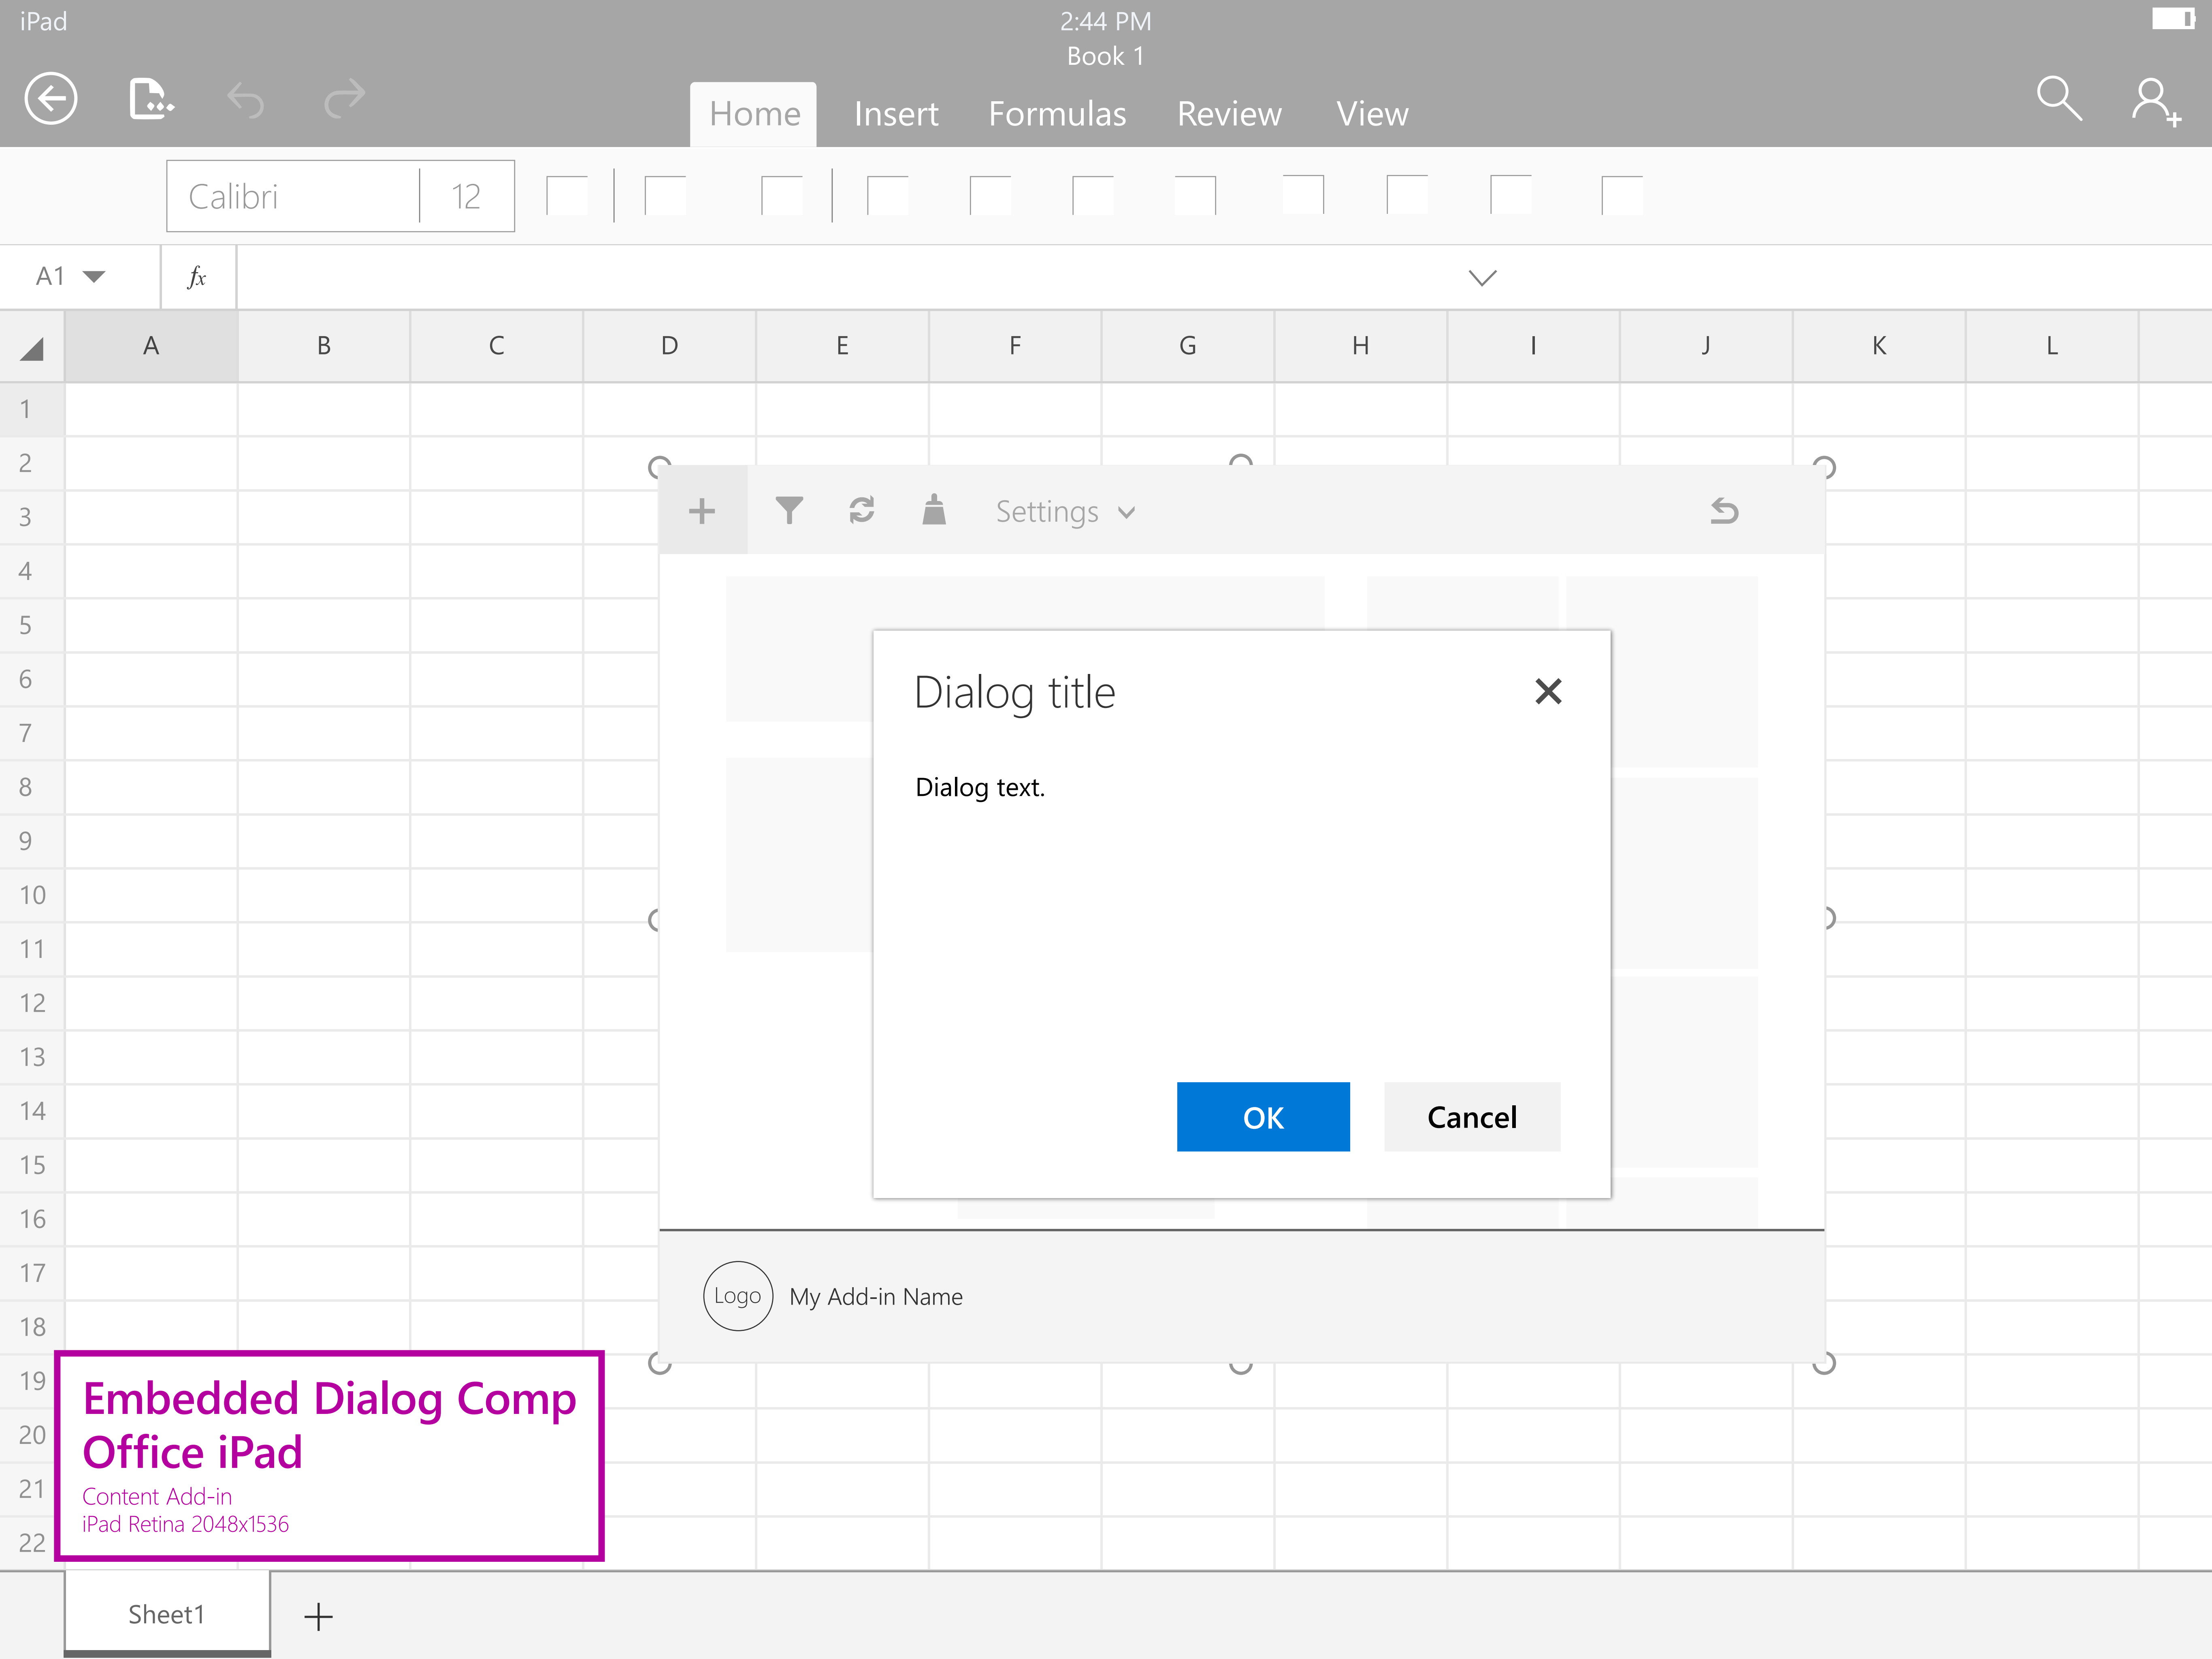 iPad
2:44 PM
Book 1
Home Insert Formulas Review View
Calibri 12
A1 fx
A B C D E F G H I J K L
1
2
3
Settings
4
5
6
Dialog title
7
8
Dialog text.
9
10
11
12
13
14
OK Cancel
15
16
17
Logo My Add-in Name
18
19
Embedded Dialog Comp
20
Office iPad
21
Content Add-in
iPad Retina 2048x1536
22
Sheet1